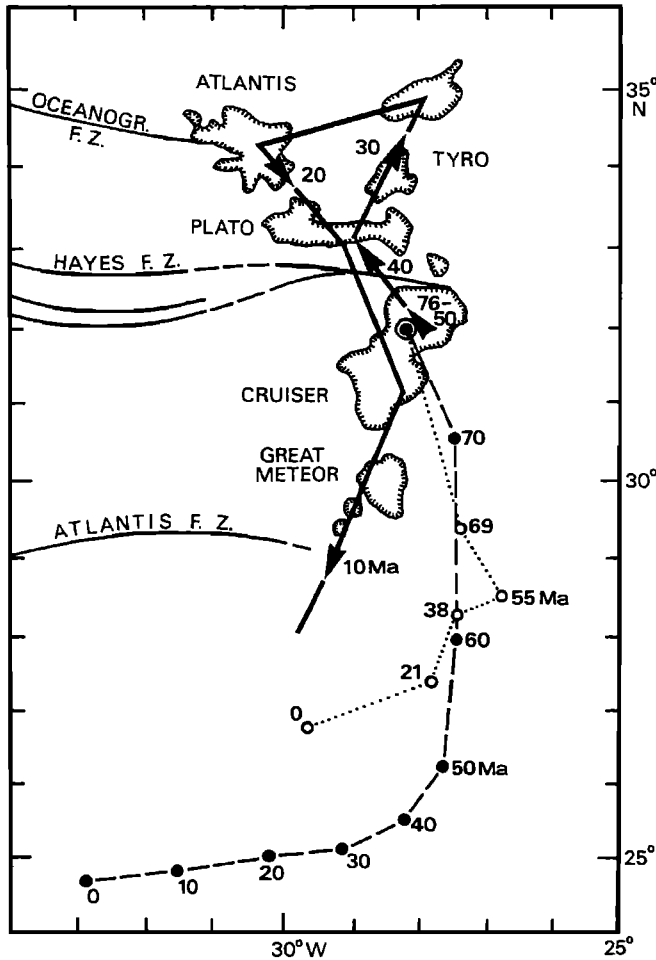 ATLANTIS
35°
N
OCEANOGR.
F. Z.
30
TYRO
20
PLATO
HAYES F. Z.
40
76–
50
CRUISER
70
GREAT
METEOR
30°
69
ATLANTIS F. Z.
10 Ma
55 Ma
38
60
21
0
50 Ma
40
30
20
10
0
25°
30°W
25°